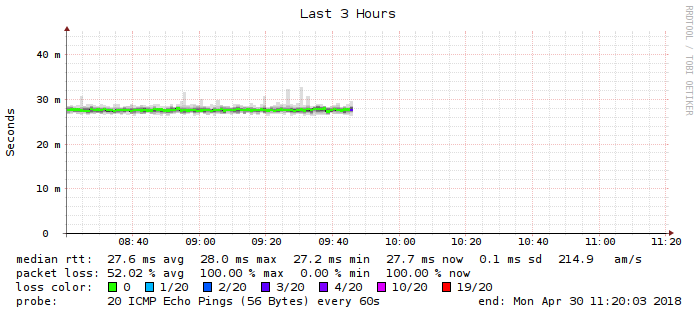 Last 3 Hours
RRDTOOL / TOBI OETIKER
Seconds
40 m
30 m
20 m
10 m
0
08:40 09:00 09:20 09:40 10:00 10:20 10:40 11:00 11:20
median rtt: 27.6 ms avg 28.0 ms max 27.2 ms min 27.7 ms now 0.1 ms sd 214.9 am/s
packet loss: 52.02 % avg 100.00 % max 0.00 % min 100.00 % now
loss color: 0 1/20 2/20 3/20 4/20 10/20 19/20
probe: 20 ICMP Echo Pings (56 Bytes) every 60s end: Mon Apr 30 11:20:03 2018